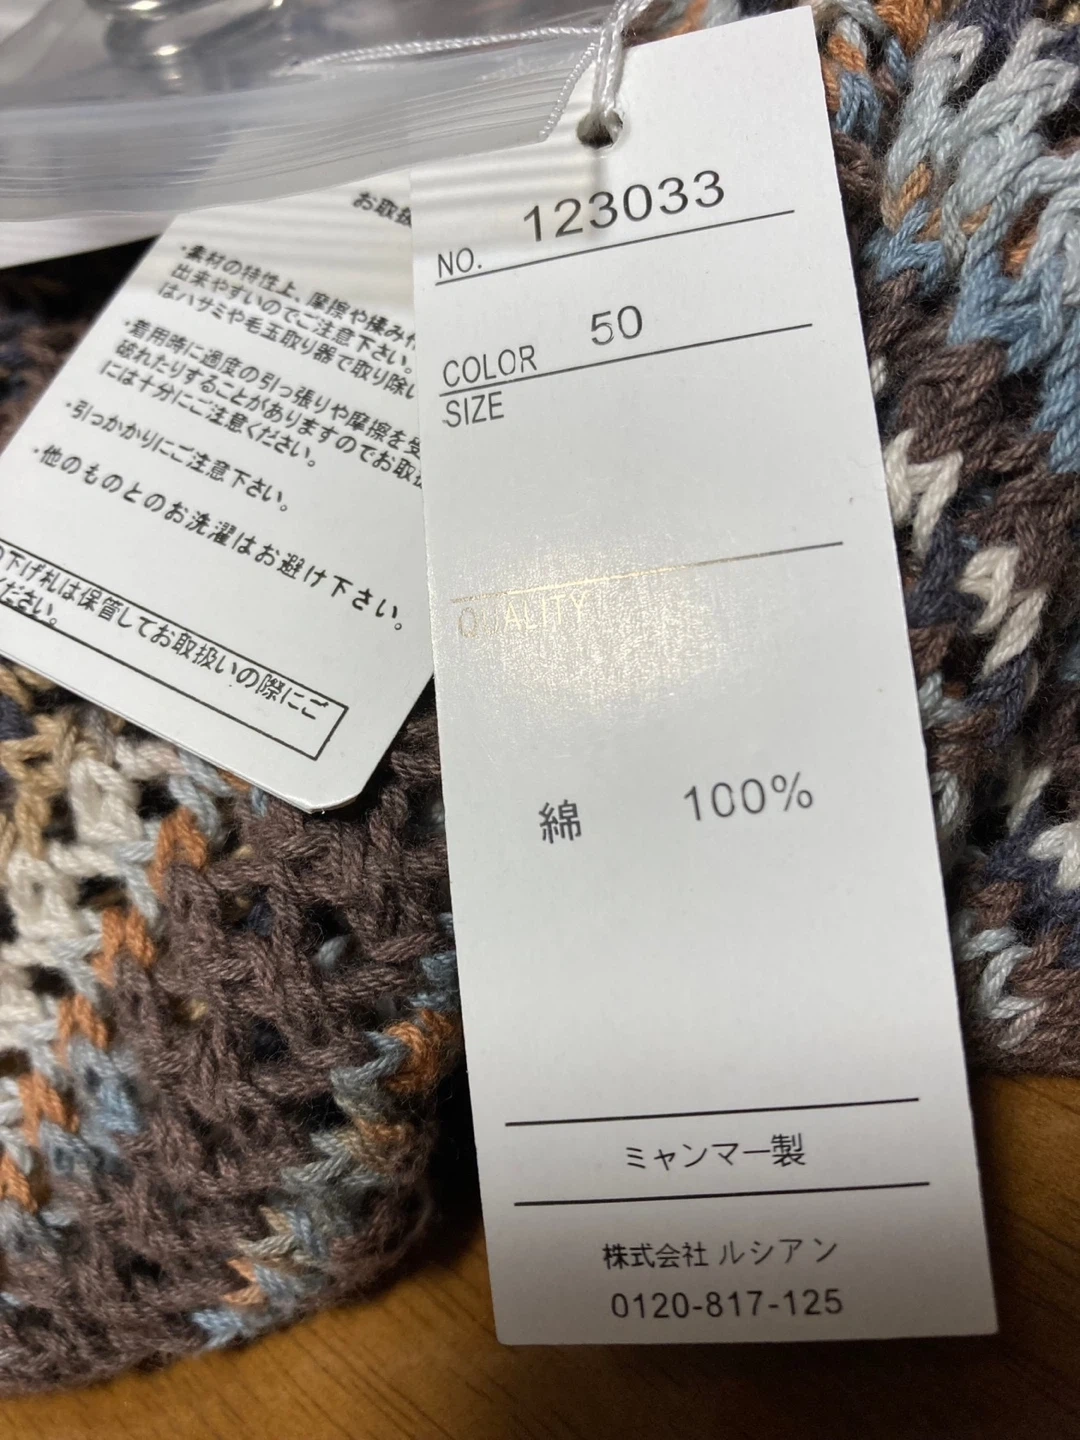 お取扱
・素材の特性上、摩擦や揉み作
出来やすいのでご注意下さい。
はハサミや毛玉取り器で取り除い
・着用時に過度の引っ張りや摩擦を受
破れたりすることがありますのでお取扱
には十分にご注意ください。
・引っかかりにご注意下さい。
・他のものとのお洗濯はお避け下さい。
の下げ札は保管してお取扱いの際にご
ください。
NO. 123033
COLOR 50
SIZE
QUALITY
綿 100%
ミャンマー製
株式会社 ルシアン
0120-817-125